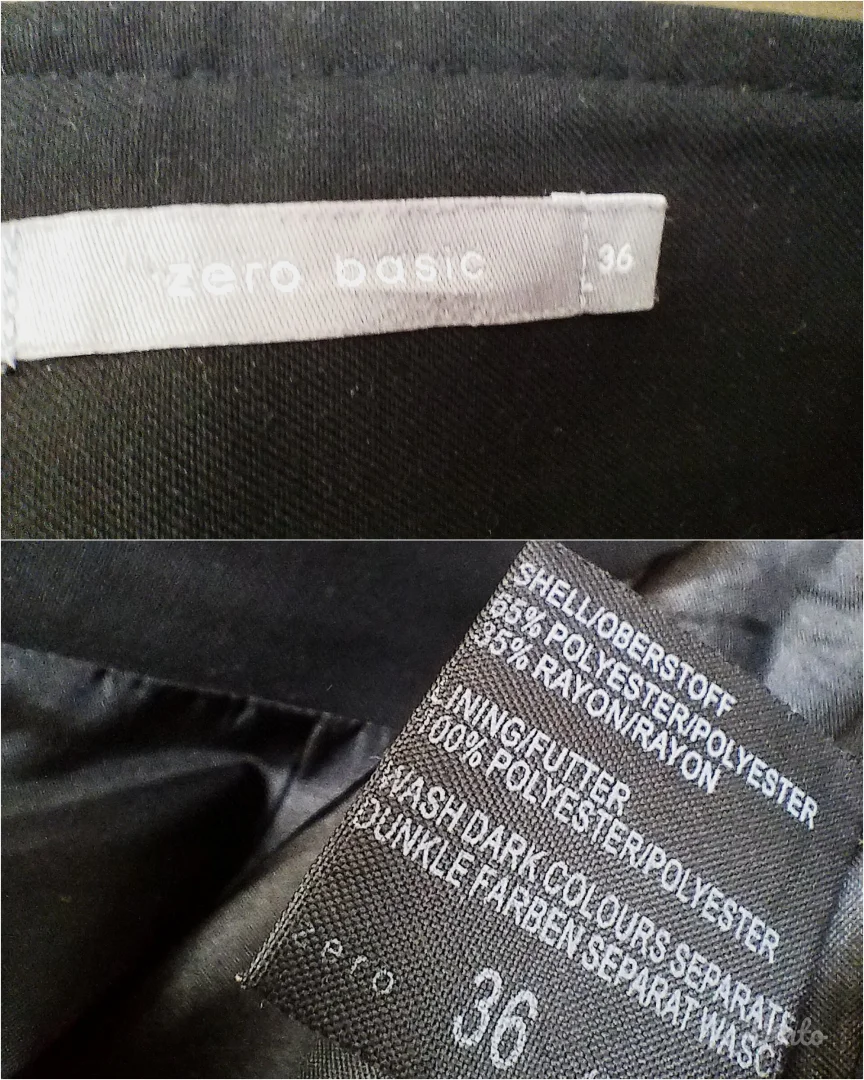 zero basic 36
SHELL/OBERSTOFF
65% POLYESTER/POLYESTER
35% RAYON/RAYON
LINING/FUTTER
100% POLYESTER/POLYESTER
WASH DARK COLOURS SEPARATE
DUNKLE FARBEN SEPARAT WASC
zero 36